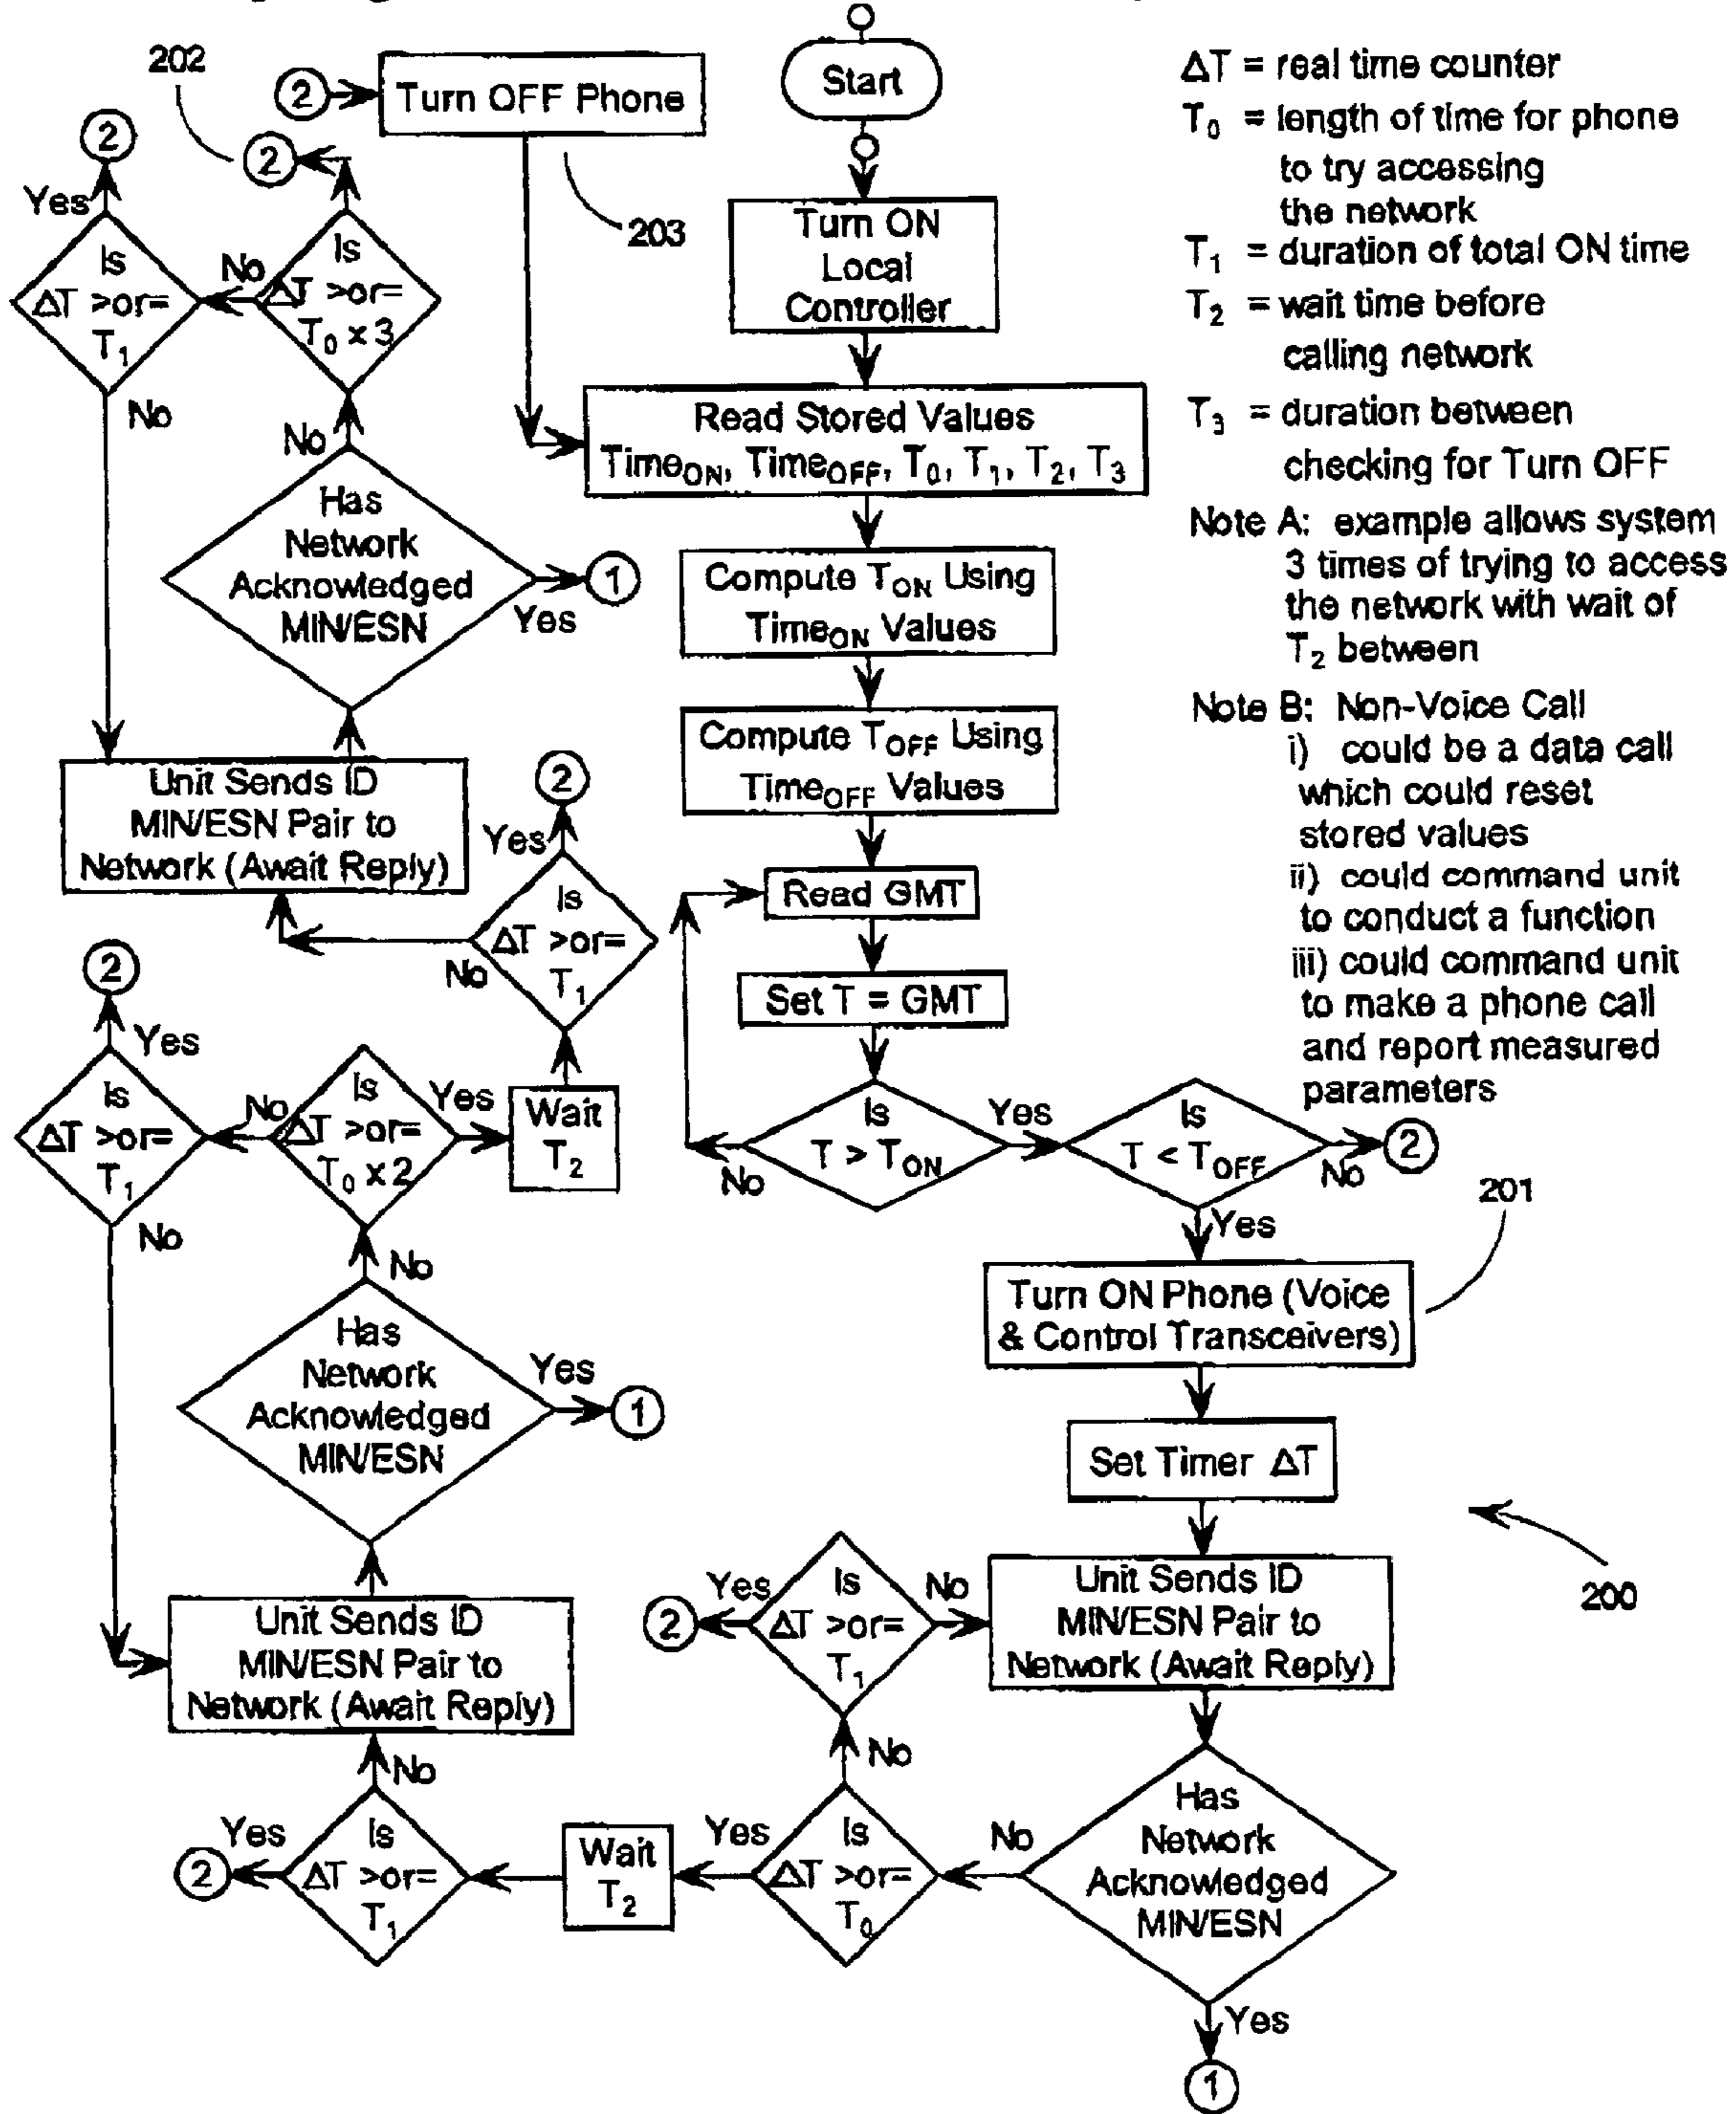 202
2
Turn OFF Phone
203
2
2
Yes
Is
ΔT >or=
T1
No
No
Is
ΔT >or=
T0 x 3
No
Has
Network
Acknowledged
MIN/ESN
Yes
1
Unit Sends ID
MIN/ESN Pair to
Network (Await Reply)
2
Yes
Is
ΔT >or=
T1
No
2
Yes
Is
ΔT >or=
T1
No
No
Is
ΔT >or=
T0 x 2
Yes
Wait
T2
No
Has
Network
Acknowledged
MIN/ESN
Yes
1
Unit Sends ID
MIN/ESN Pair to
Network (Await Reply)
No
Is
ΔT >or=
T1
Yes
2
Start
Turn ON
Local
Controller
Read Stored Values
TimeON, TimeOFF, T0, T1, T2, T3
Compute TON Using
TimeON Values
Compute TOFF Using
TimeOFF Values
Read GMT
Set T = GMT
Is
T > TON
No
Yes
Is
T < TOFF
No
2
Yes
Turn ON Phone (Voice
& Control Transceivers)
201
Set Timer ΔT
200
Unit Sends ID
MIN/ESN Pair to
Network (Await Reply)
Has
Network
Acknowledged
MIN/ESN
Yes
1
No
Is
ΔT >or=
T0
No
Is
ΔT >or=
T1
No
Yes
2
Yes
Wait
T2
ΔT = real time counter
T0 = length of time for phone
to try accessing
the network
T1 = duration of total ON time
T2 = wait time before
calling network
T3 = duration between
checking for Turn OFF
Note A: example allows system
3 times of trying to access
the network with wait of
T2 between
Note B: Non-Voice Call
i) could be a data call
which could reset
stored values
ii) could command unit
to conduct a function
iii) could command unit
to make a phone call
and report measured
parameters